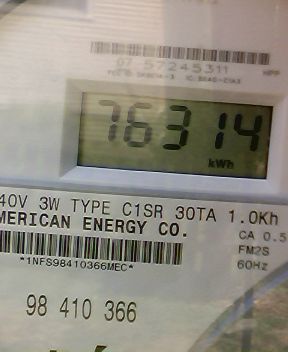 07 57245311
76314
kWh
40V 3W TYPE C1SR 30TA 1.0Kh
MERICAN ENERGY CO.
CA 0.5
FM2S
60Hz
*1NFS98410366MEC*
98 410 366